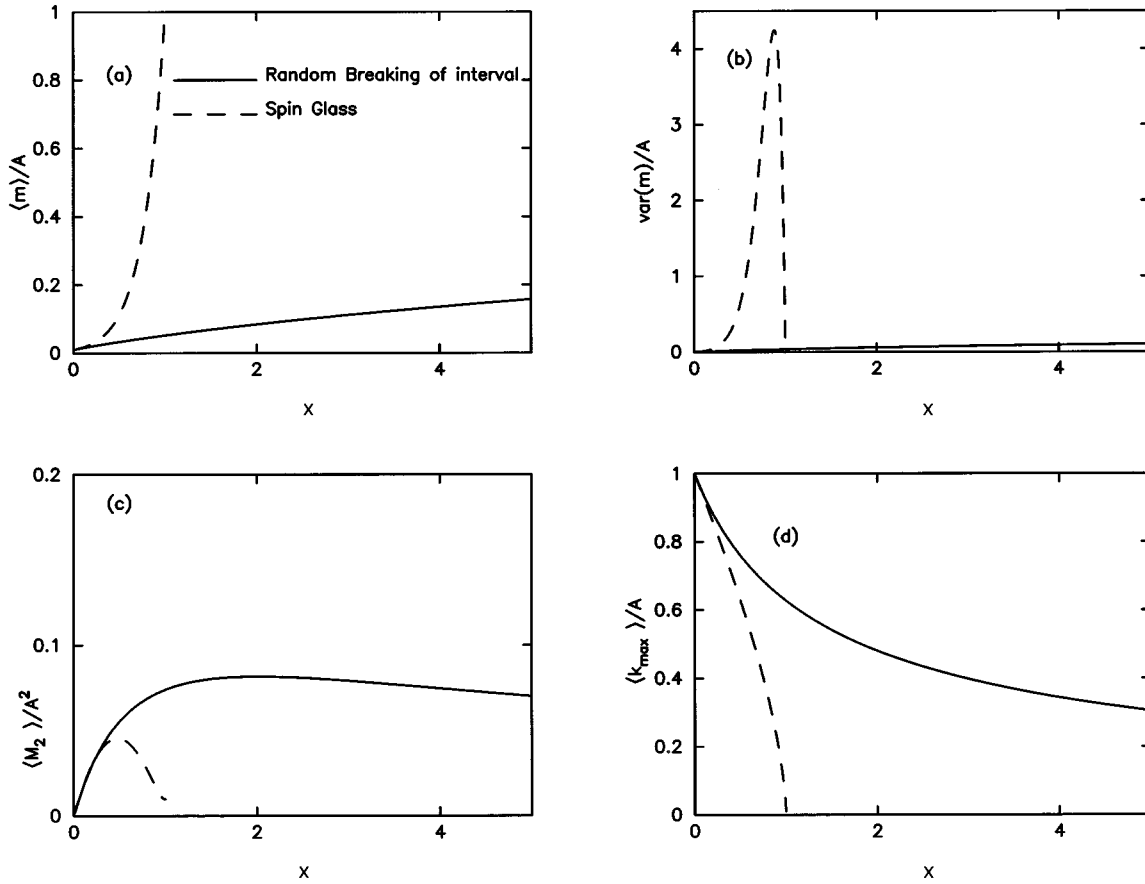 1
0.8
0.6
0.4
0.2
0
0
2
4
⟨m⟩/A
X
(a)
Random Breaking of interval
Spin Glass
4
3
2
1
0
0
2
4
var(m)/A
X
(b)
0.2
0.1
0
0
2
4
⟨M₂⟩/A²
X
(c)
1
0.8
0.6
0.4
0.2
0
0
2
4
⟨kₘₐₓ⟩/A
X
(d)